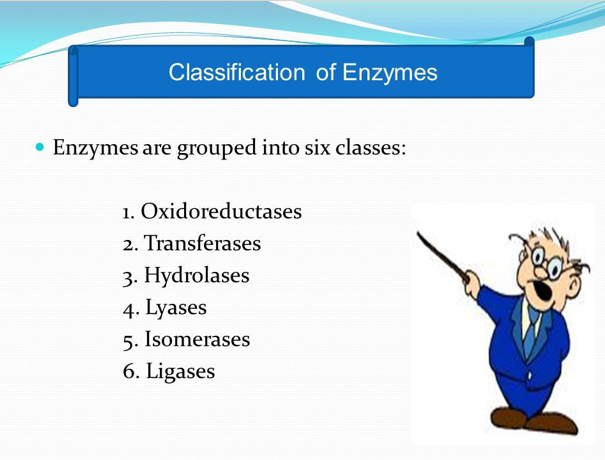 Classification of Enzymes
Enzymes are grouped into six classes:
1. Oxidoreductases
2. Transferases
3. Hydrolases
4. Lyases
5. Isomerases
6. Ligases